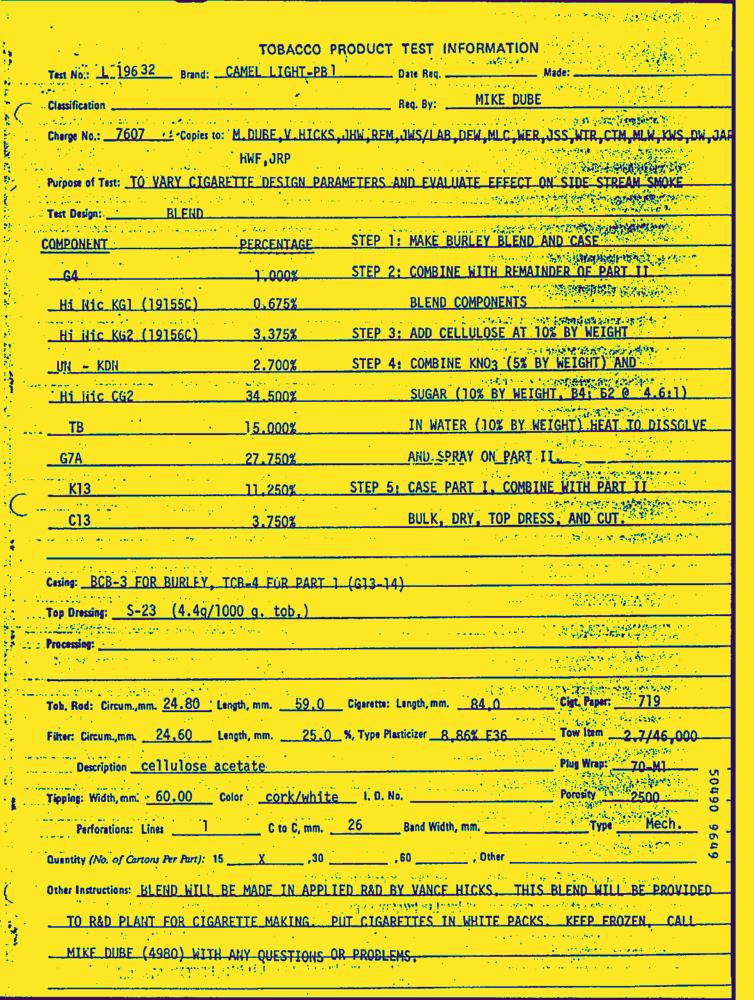 TOBACCO PRODUCT TEST INFORMATION
Test No.: L 19632 Brand: CAMEL LIGHT-PB1 Date Req. Made:
Classification Req. By: MIKE DUBE
Charge No.: 7607 Copies to: M.DUBE,V.HICKS,JHW,REM,JWS/LAB,DFW,MLC,WER,JSS,WTR,CTM,MLW,KWS,DW,JAP
HWF,JRP
Purpose of Test: TO VARY CIGARETTE DESIGN PARAMETERS AND EVALUATE EFFECT ON SIDE STREAM SMOKE
Test Design: BLEND
COMPONENT PERCENTAGE STEP 1: MAKE BURLEY BLEND AND CASE
G4 1.000% STEP 2: COMBINE WITH REMAINDER OF PART II
Hi Nic KG1 (19155C) 0.675% BLEND COMPONENTS
Hi Nic KG2 (19156C) 3.375% STEP 3: ADD CELLULOSE AT 10% BY WEIGHT
UN - KDN 2.700% STEP 4: COMBINE KNO3 (5% BY WEIGHT) AND
Hi Nic CG2 34.500% SUGAR (10% BY WEIGHT, B4; 62 @ 4.6:1)
TB 15.000% IN WATER (10% BY WEIGHT) HEAT TO DISSOLVE
G7A 27.750% AND SPRAY ON PART II.
K13 11.250% STEP 5: CASE PART I, COMBINE WITH PART II
C13 3.750% BULK, DRY, TOP DRESS, AND CUT.
Casing: BCB-3 FOR BURLEY, TCB-4 FOR PART 1 (G13-14)
Top Dressing: S-23 (4.4g/1000 g. tob.)
Processing:
Tob. Rod: Circum.,mm. 24.80 Length, mm. 59.0 Cigarette: Length, mm. 84.0 Cigt. Paper: 719
Filter: Circum.,mm. 24.60 Length, mm. 25.0 %, Type Plasticizer 8.86% E36 Tow Item 2.7/46,000
Description cellulose acetate Plug Wrap: 70-M1
Tipping: Width, mm. 60.00 Color cork/white I. D. No. Porosity 2500
Perforations: Lines 1 C to C, mm. 26 Band Width, mm. Type Mech.
Quantity (No. of Cartons Per Part): 15 X ,30 ,60 , Other
Other Instructions: BLEND WILL BE MADE IN APPLIED R&D BY VANCE HICKS. THIS BLEND WILL BE PROVIDED
TO R&D PLANT FOR CIGARETTE MAKING. PUT CIGARETTES IN WHITE PACKS. KEEP FROZEN. CALL
MIKE DUBE (4980) WITH ANY QUESTIONS OR PROBLEMS.
50490 9649